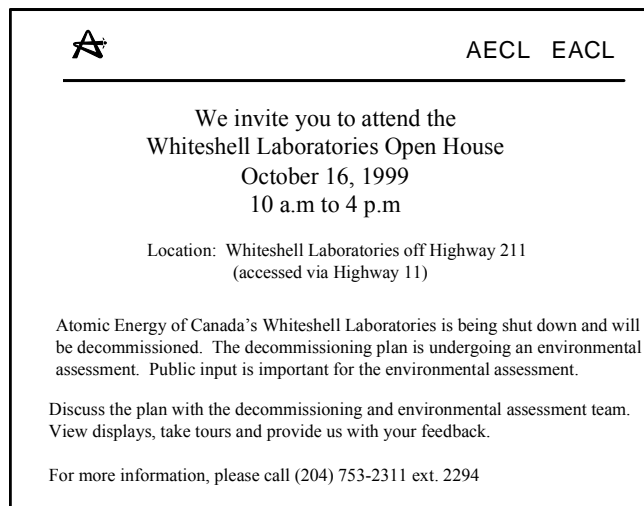 AECL EACL
We invite you to attend the
Whiteshell Laboratories Open House
October 16, 1999
10 a.m to 4 p.m
Location: Whiteshell Laboratories off Highway 211
(accessed via Highway 11)
Atomic Energy of Canada's Whiteshell Laboratories is being shut down and will
be decommissioned. The decommissioning plan is undergoing an environmental
assessment. Public input is important for the environmental assessment.
Discuss the plan with the decommissioning and environmental assessment team.
View displays, take tours and provide us with your feedback.
For more information, please call (204) 753-2311 ext. 2294